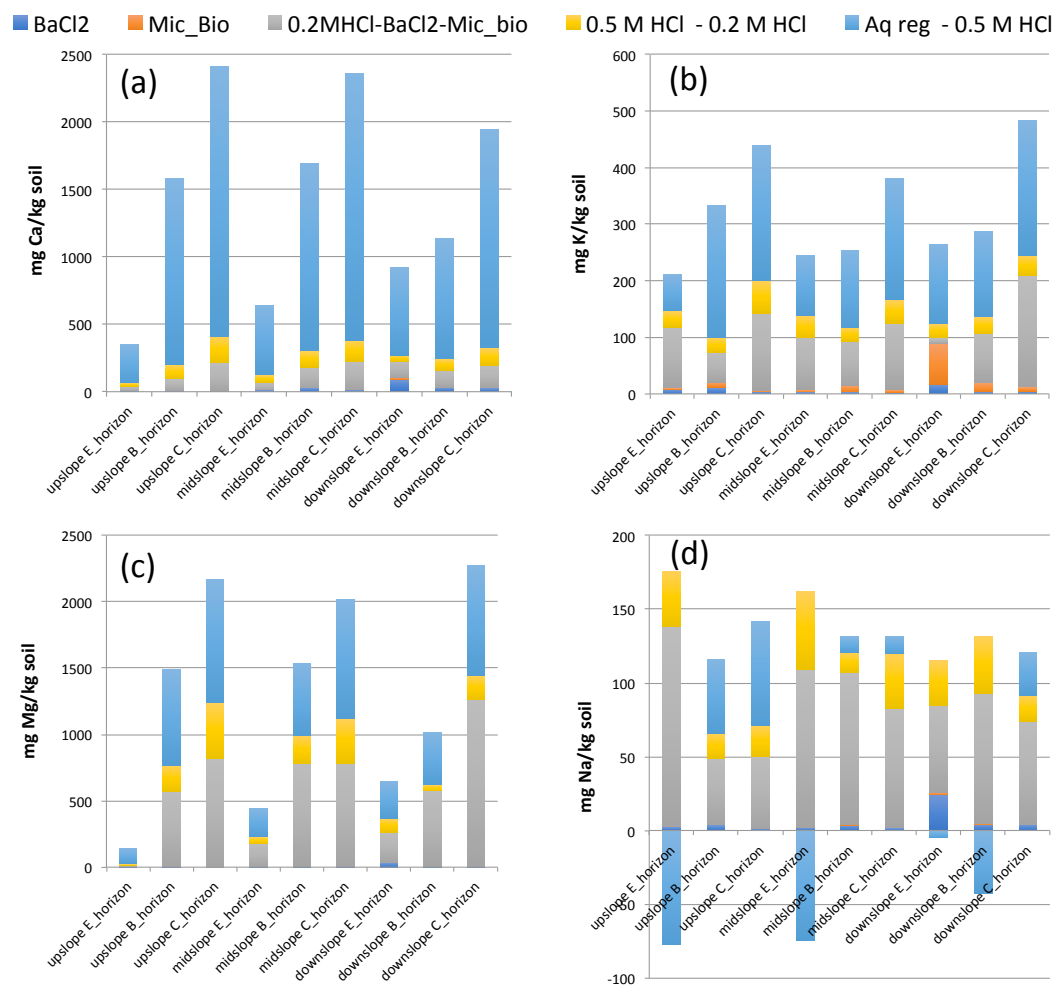 BaCl2 Mic_Bio 0.2MHCl-BaCl2-Mic_bio 0.5 M HCl - 0.2 M HCl Aq reg - 0.5 M HCl
(a)
mg Ca/kg soil
2500
2000
1500
1000
500
0
upslope E_horizon
upslope B_horizon
upslope C_horizon
midslope E_horizon
midslope B_horizon
midslope C_horizon
downslope E_horizon
downslope B_horizon
downslope C_horizon
(b)
mg K/kg soil
600
500
400
300
200
100
0
upslope E_horizon
upslope B_horizon
upslope C_horizon
midslope E_horizon
midslope B_horizon
midslope C_horizon
downslope E_horizon
downslope B_horizon
downslope C_horizon
(c)
mg Mg/kg soil
2500
2000
1500
1000
500
0
upslope E_horizon
upslope B_horizon
upslope C_horizon
midslope E_horizon
midslope B_horizon
midslope C_horizon
downslope E_horizon
downslope B_horizon
downslope C_horizon
(d)
mg Na/kg soil
200
150
100
50
0
-50
-100
upslope E_horizon
upslope B_horizon
upslope C_horizon
midslope E_horizon
midslope B_horizon
midslope C_horizon
downslope E_horizon
downslope B_horizon
downslope C_horizon